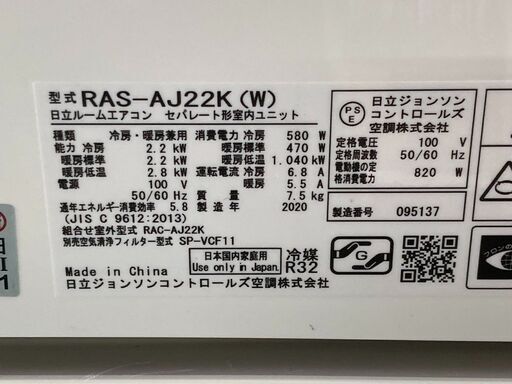 型式 RAS-AJ22K(W)
日立ルームエアコン セパレート形室内ユニット
種類 冷房・暖房兼用 消費電力 冷房 580 W
能力 冷房 2.2 kW 暖房標準 470 W
暖房標準 2.2 kW 暖房低温 1.040 kW
暖房低温 2.8 kW 運転電流 冷房 6.8 A
電源 100 V 暖房 5.5 A
50/60 Hz 質量 7.5kg
通年エネルギー消費効率 5.8 製造年 2020
(JIS C 9612:2013)
組合せ室外型式 RAC-AJ22K
別売空気清浄フィルター型式 SP-VCF11
Made in China
日本国家庭用
Use only in Japan.
冷媒
R32
日立ジョンソンコントロールズ空調株式会社
PS
E
日立ジョンソン
コントロールズ
空調株式会社
定格電圧 100 V
定格周波数 50/60 Hz
電動機の定
格消費電力 820 W
製造番号 095137
G
フロンの